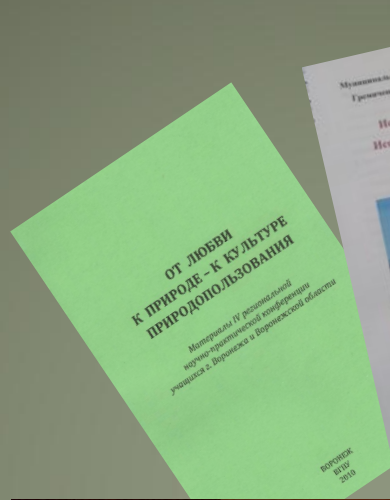 ОТ ЛЮБВИ
К ПРИРОДЕ – К КУЛЬТУРЕ
ПРИРОДОПОЛЬЗОВАНИЯ
Материалы IV региональной
научно-практической конференции
учащихся г. Воронежа и Воронежской области
ВОРОНЕЖ
ВГПУ
2010